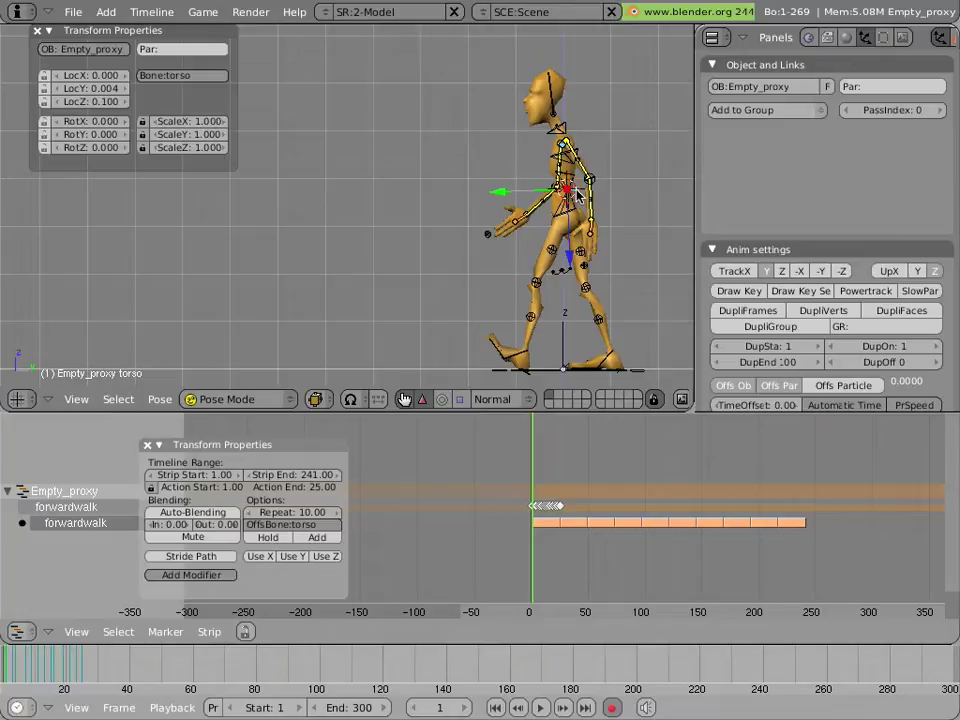 File Add Timeline Game Render Help SR:2-Model SCE:Scene www.blender.org 244 Bo:1-269 | Mem:5.08M Empty_proxy
Transform Properties
OB: Empty_proxy Par:
LocX: 0.000 Bone:torso
LocY: 0.004
LocZ: 0.100
RotX: 0.000 ScaleX: 1.000
RotY: 0.000 ScaleY: 1.000
RotZ: 0.000 ScaleZ: 1.000
z
z
(1) Empty_proxy torso
View Select Pose Pose Mode Normal
Panels
Object and Links
OB:Empty_proxy F Par:
Add to Group PassIndex: 0
Anim settings
TrackX Y Z -X -Y -Z UpX Y Z
Draw Key Draw Key Se Powertrack SlowPar
DupliFrames DupliVerts DupliFaces
DupliGroup GR:
DupSta: 1 DupOn: 1
DupEnd 100 DupOff 0
Offs Ob Offs Par Offs Particle 0.0000
TimeOffset: 0.00 Automatic Time PrSpeed
Transform Properties
Timeline Range:
Strip Start: 1.00 Strip End: 241.00
Action Start: 1.00 Action End: 25.00
Blending: Options:
Auto-Blending Repeat: 10.00
In: 0.00 Out: 0.00 OffsBone:torso
Mute Hold Add
Stride Path Use X Use Y Use Z
Add Modifier
Empty_proxy
forwardwalk
forwardwalk
-350 -300 -250 -200 -150 -100 -50 0 50 100 150 200 250 300 350
View Select Marker Strip
20 40 60 80 100 120 140 160 180 200 220 240 260 280 300
View Frame Playback Pr Start: 1 End: 300 1